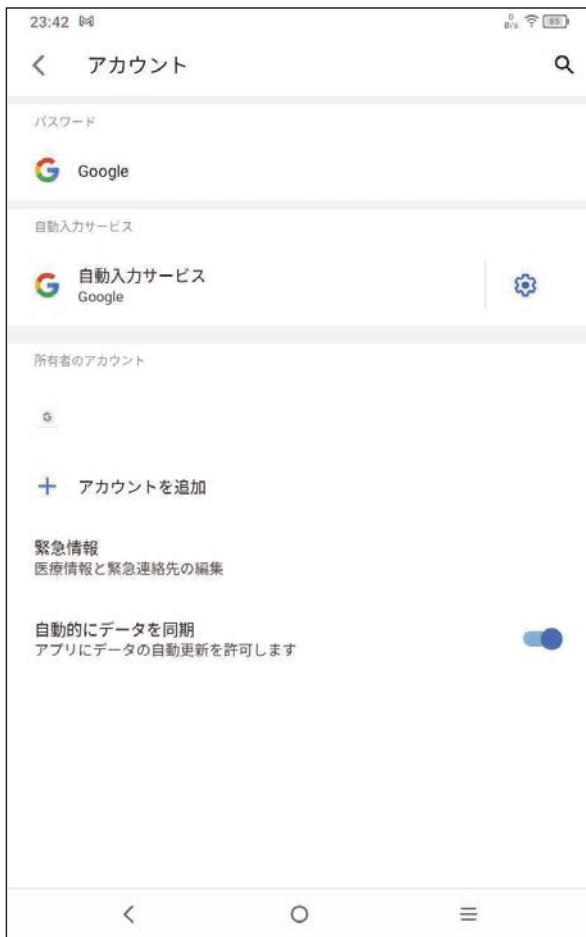 23:42
0
B/s
85
アカウント
パスワード
Google
自動入力サービス
自動入力サービス
Google
所有者のアカウント
アカウントを追加
緊急情報
医療情報と緊急連絡先の編集
自動的にデータを同期
アプリにデータの自動更新を許可します